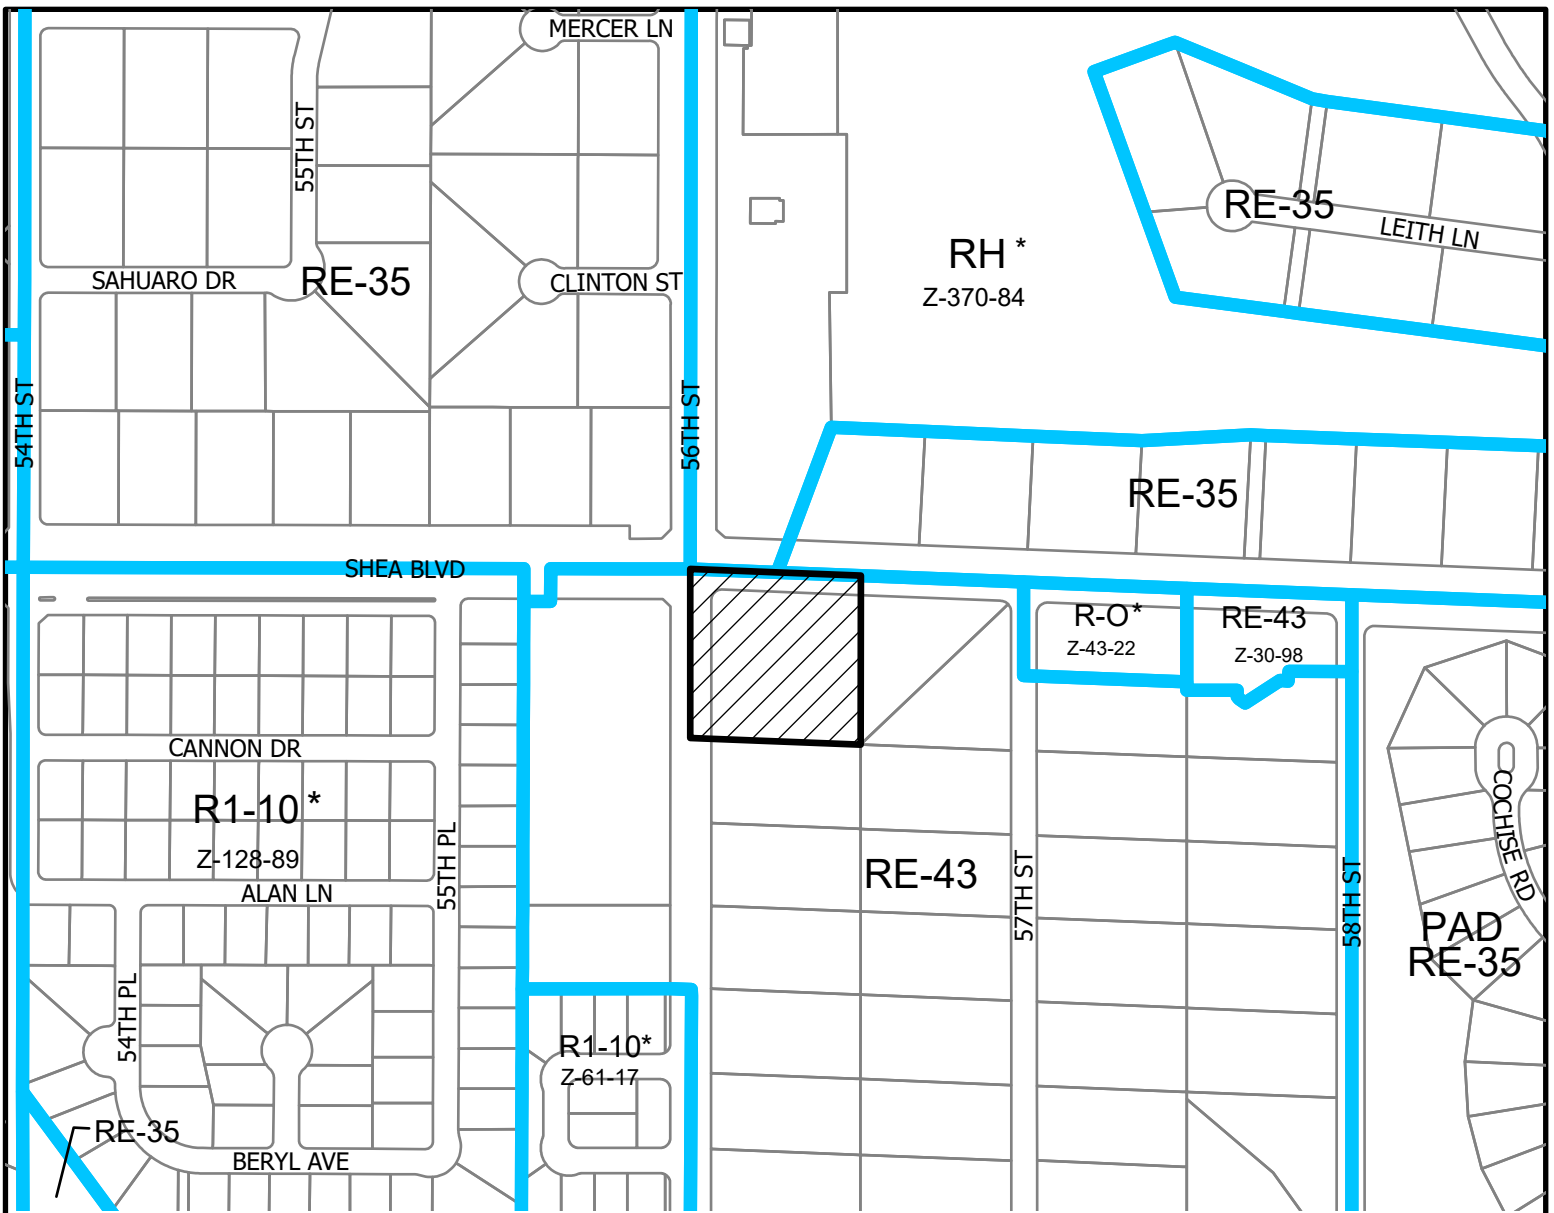 MERCER LN
55TH ST
RE-35
LEITH LN
RH *
Z-370-84
SAHUARO DR
RE-35
CLINTON ST
54TH ST
56TH ST
RE-35
SHEA BLVD
R-O*
Z-43-22
RE-43
Z-30-98
CANNON DR
R1-10 *
Z-128-89
ALAN LN
55TH PL
RE-43
57TH ST
58TH ST
COCHISE RD
PAD
RE-35
54TH PL
R1-10*
Z-61-17
RE-35
BERYL AVE